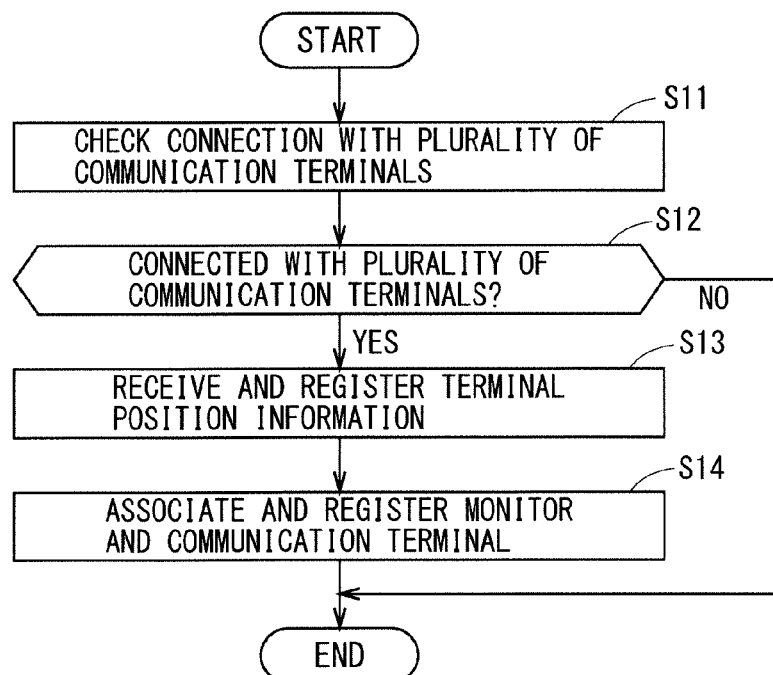 START
S11
CHECK CONNECTION WITH PLURALITY OF
COMMUNICATION TERMINALS
S12
CONNECTED WITH PLURALITY OF
COMMUNICATION TERMINALS?
NO
YES
S13
RECEIVE AND REGISTER TERMINAL
POSITION INFORMATION
S14
ASSOCIATE AND REGISTER MONITOR
AND COMMUNICATION TERMINAL
END